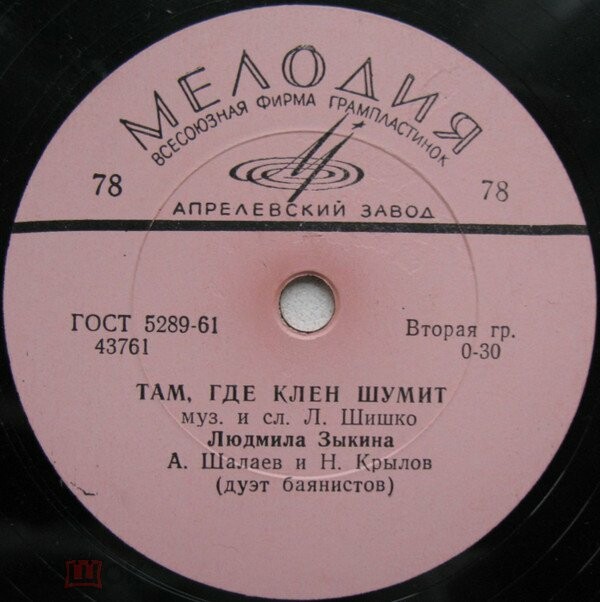 МЕЛОДИЯ
ВСЕСОЮЗНАЯ ФИРМА ГРАМПЛАСТИНОК
78 78
АПРЕЛЕВСКИЙ ЗАВОД
ГОСТ 5289-61 Вторая гр.
43761 0-30
ТАМ, ГДЕ КЛЕН ШУМИТ
муз. и сл. Л. Шишко
Людмила Зыкина
А. Шалаев и Н. Крылов
(дуэт баянистов)